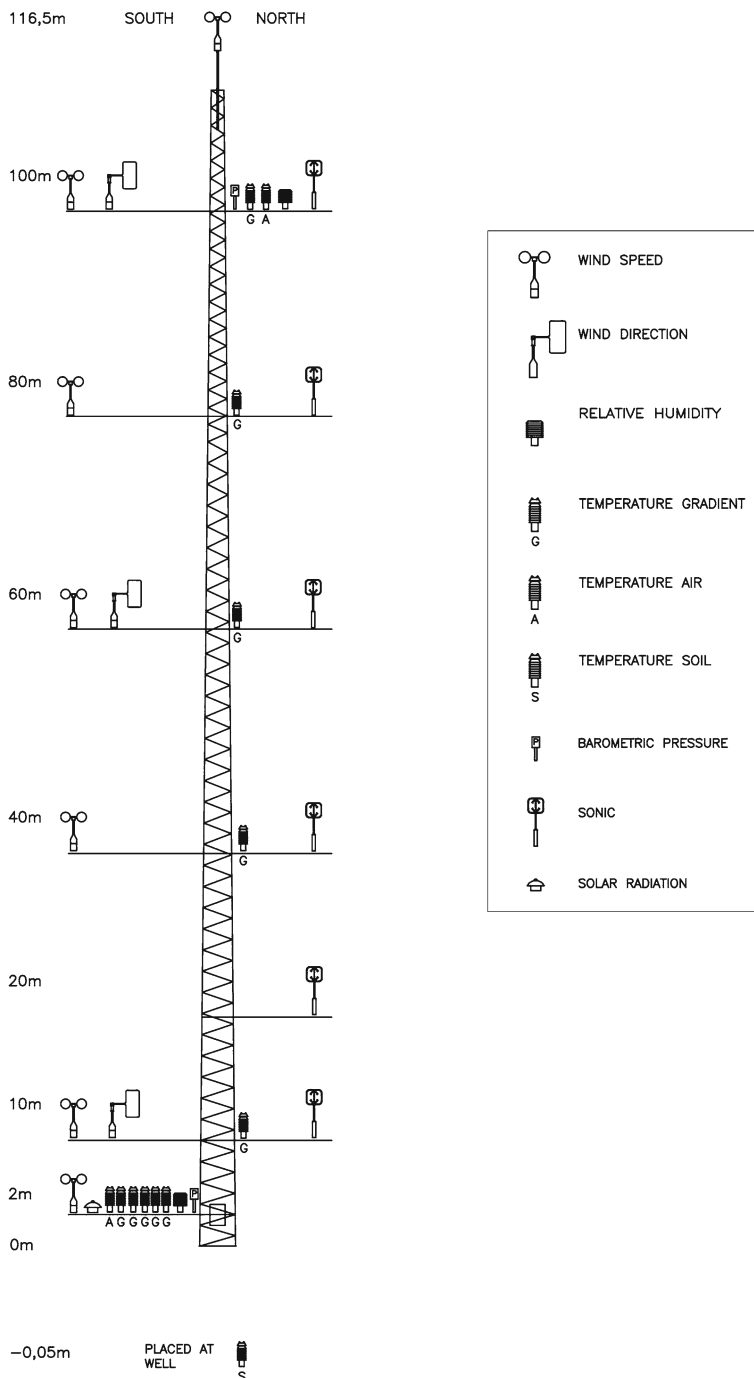 116,5m SOUTH NORTH
100m
P
G A
80m
G
60m
G
40m
G
20m
10m
G
2m
P
A G G G G G
0m
−0,05m PLACED AT
WELL
S
WIND SPEED
WIND DIRECTION
RELATIVE HUMIDITY
TEMPERATURE GRADIENT
G
TEMPERATURE AIR
A
TEMPERATURE SOIL
S
P BAROMETRIC PRESSURE
SONIC
SOLAR RADIATION